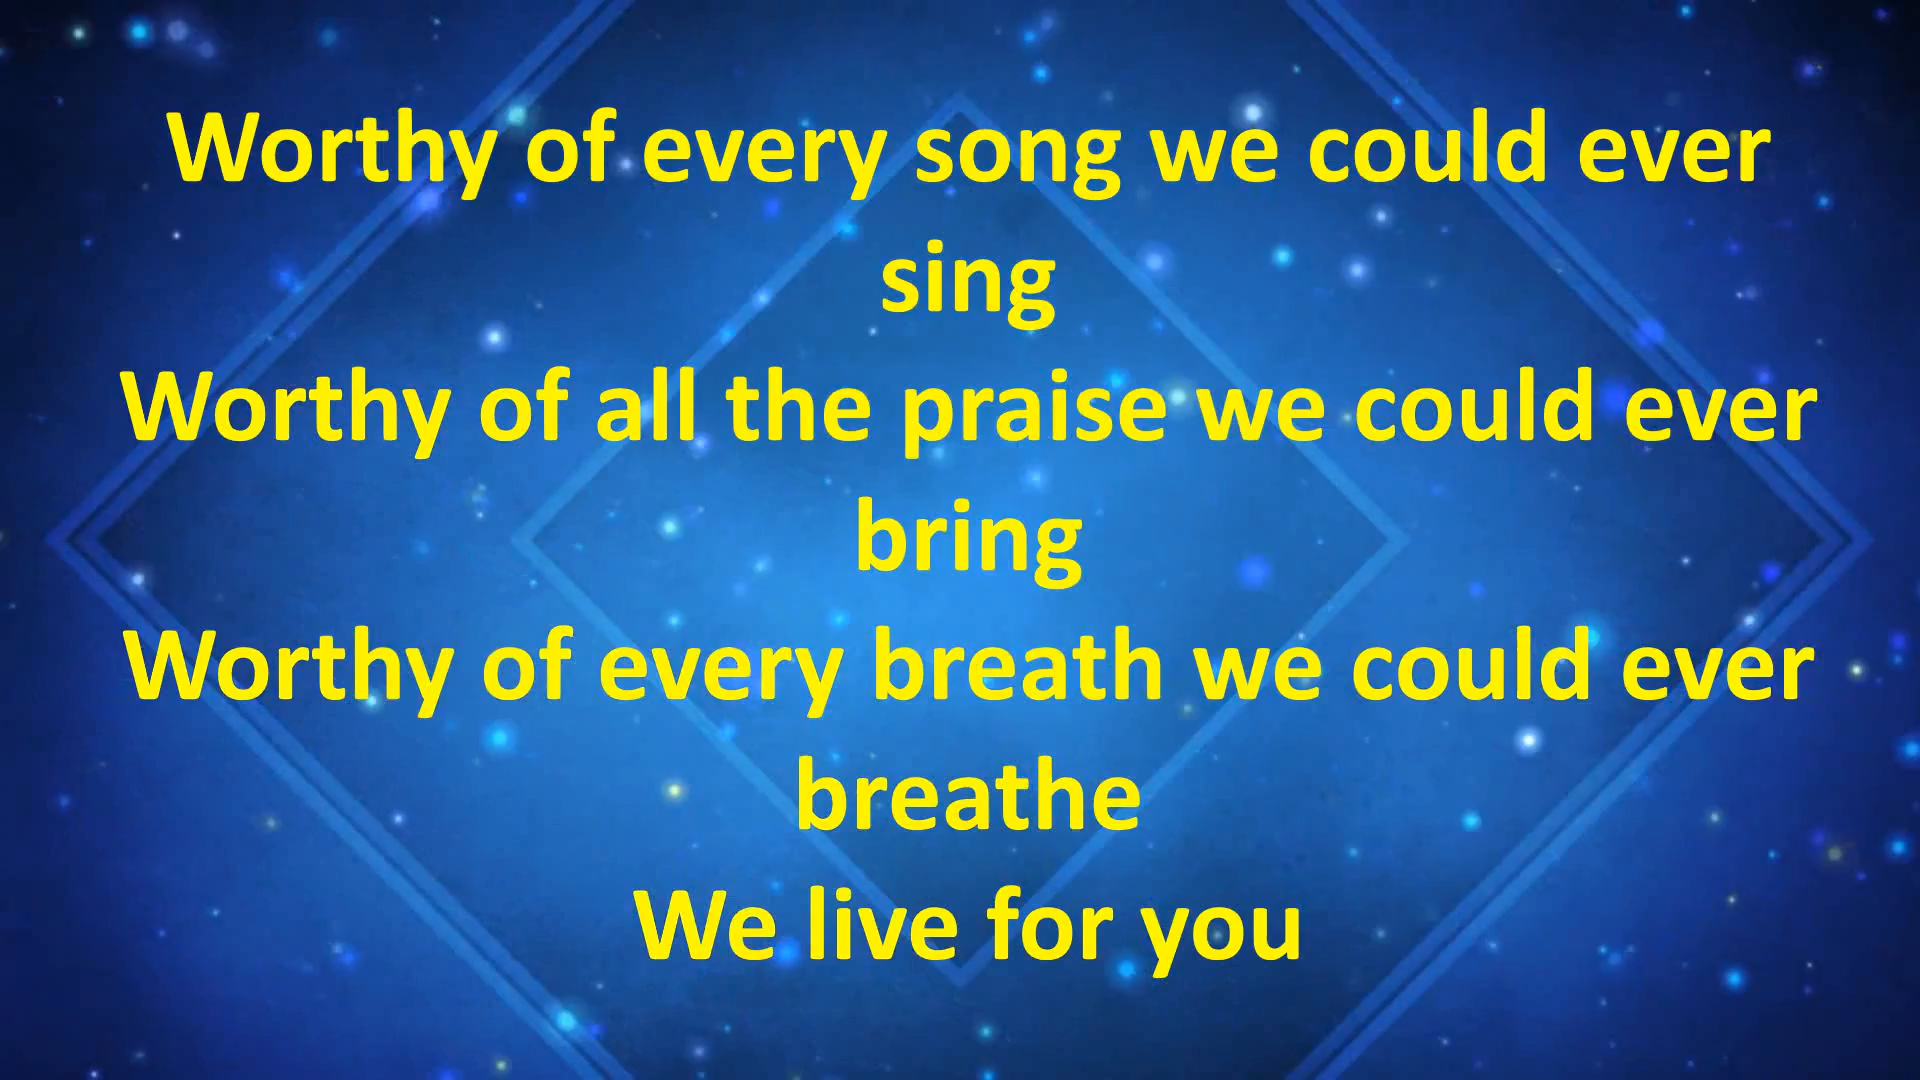 Worthy of every song we could ever
sing
Worthy of all the praise we could ever
bring
Worthy of every breath we could ever
breathe
We live for you